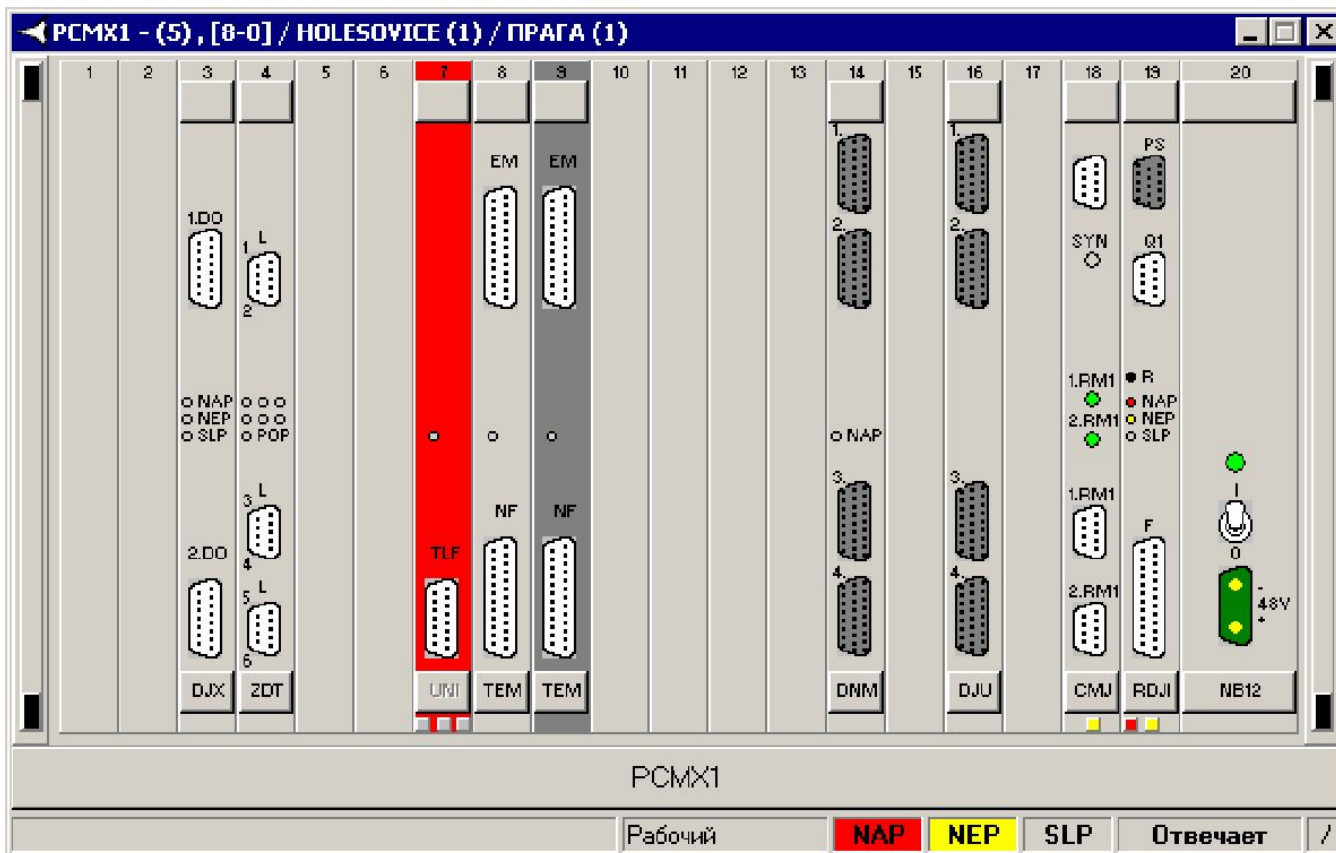 PCMX1 - (5) , [8-0] / HOLESOVICE (1) / ПРАГА (1)
1 2 3 4 5 6 7 8 9 10 11 12 13 14 15 16 17 18 19 20
1. 1. PS
EM EM
1.DO
L
1
2
2. 2. SYN Q1
1.RM1 R
NAP NAP
NEP 2.RM1 NEP
SLP POP NAP SLP
3 L
4
NF NF
3. 3. 1.RM1 F
I
O
2.DO TLF
5 L
6
4. 4. 2.RM1
- 48V +
DJX ZDT UNI TEM TEM DNM DJU CMJ RDJI NB12
PCMX1
Рабочий NAP NEP SLP Отвечает /